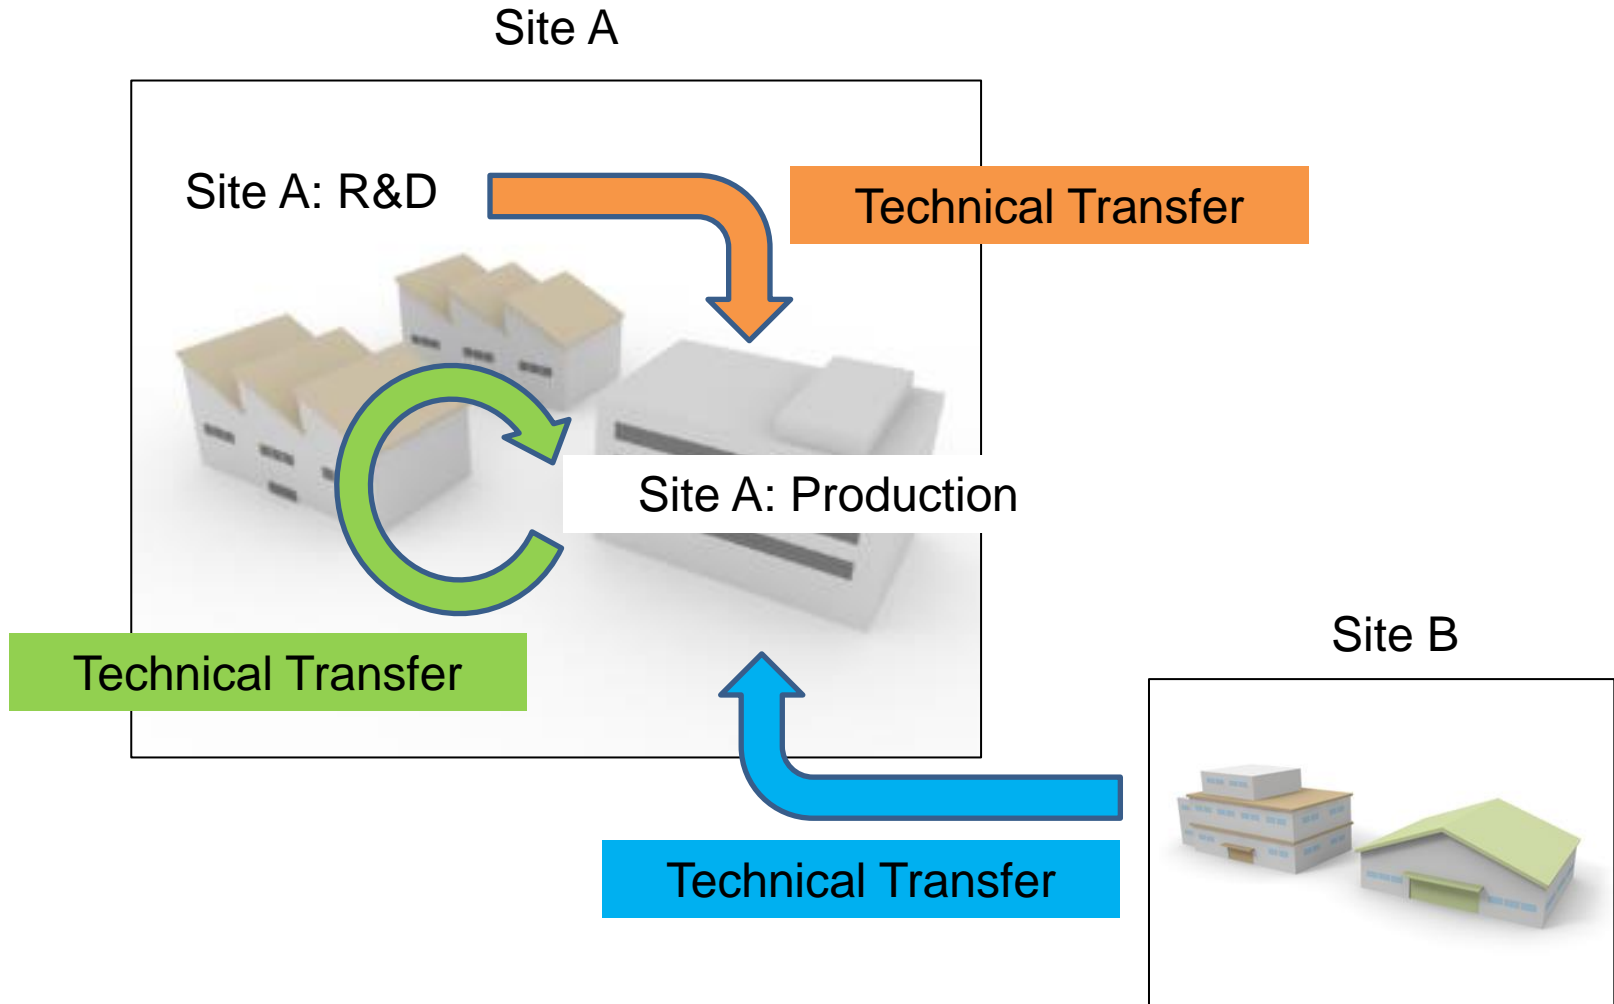 Site A
Site A: R&D
Technical Transfer
Site A: Production
Technical Transfer
Site B
Technical Transfer